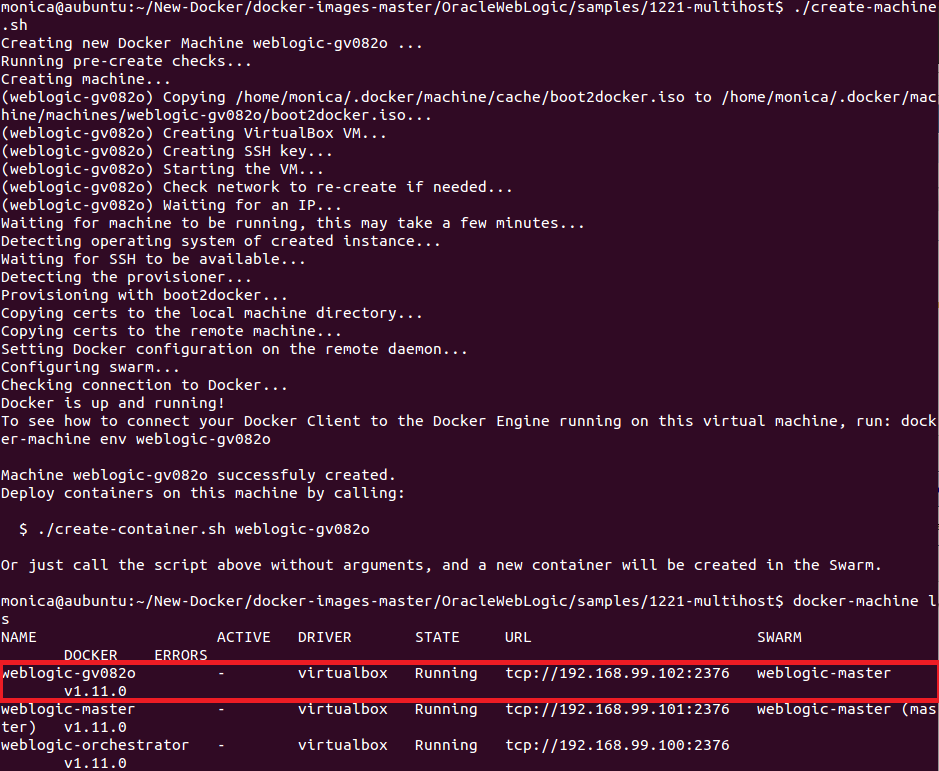 monica@aubuntu:~/New-Docker/docker-images-master/OracleWebLogic/samples/1221-multihost$ ./create-machine
.sh
Creating new Docker Machine weblogic-gv082o ...
Running pre-create checks...
Creating machine...
(weblogic-gv082o) Copying /home/monica/.docker/machine/cache/boot2docker.iso to /home/monica/.docker/mac
hine/machines/weblogic-gv082o/boot2docker.iso...
(weblogic-gv082o) Creating VirtualBox VM...
(weblogic-gv082o) Creating SSH key...
(weblogic-gv082o) Starting the VM...
(weblogic-gv082o) Check network to re-create if needed...
(weblogic-gv082o) Waiting for an IP...
Waiting for machine to be running, this may take a few minutes...
Detecting operating system of created instance...
Waiting for SSH to be available...
Detecting the provisioner...
Provisioning with boot2docker...
Copying certs to the local machine directory...
Copying certs to the remote machine...
Setting Docker configuration on the remote daemon...
Configuring swarm...
Checking connection to Docker...
Docker is up and running!
To see how to connect your Docker Client to the Docker Engine running on this virtual machine, run: dock
er-machine env weblogic-gv082o
Machine weblogic-gv082o successfuly created.
Deploy containers on this machine by calling:
$ ./create-container.sh weblogic-gv082o
Or just call the script above without arguments, and a new container will be created in the Swarm.
monica@aubuntu:~/New-Docker/docker-images-master/OracleWebLogic/samples/1221-multihost$ docker-machine l
s
NAME ACTIVE DRIVER STATE URL SWARM
DOCKER ERRORS
weblogic-gv082o - virtualbox Running tcp://192.168.99.102:2376 weblogic-master
v1.11.0
weblogic-master - virtualbox Running tcp://192.168.99.101:2376 weblogic-master (mas
ter) v1.11.0
weblogic-orchestrator - virtualbox Running tcp://192.168.99.100:2376
v1.11.0